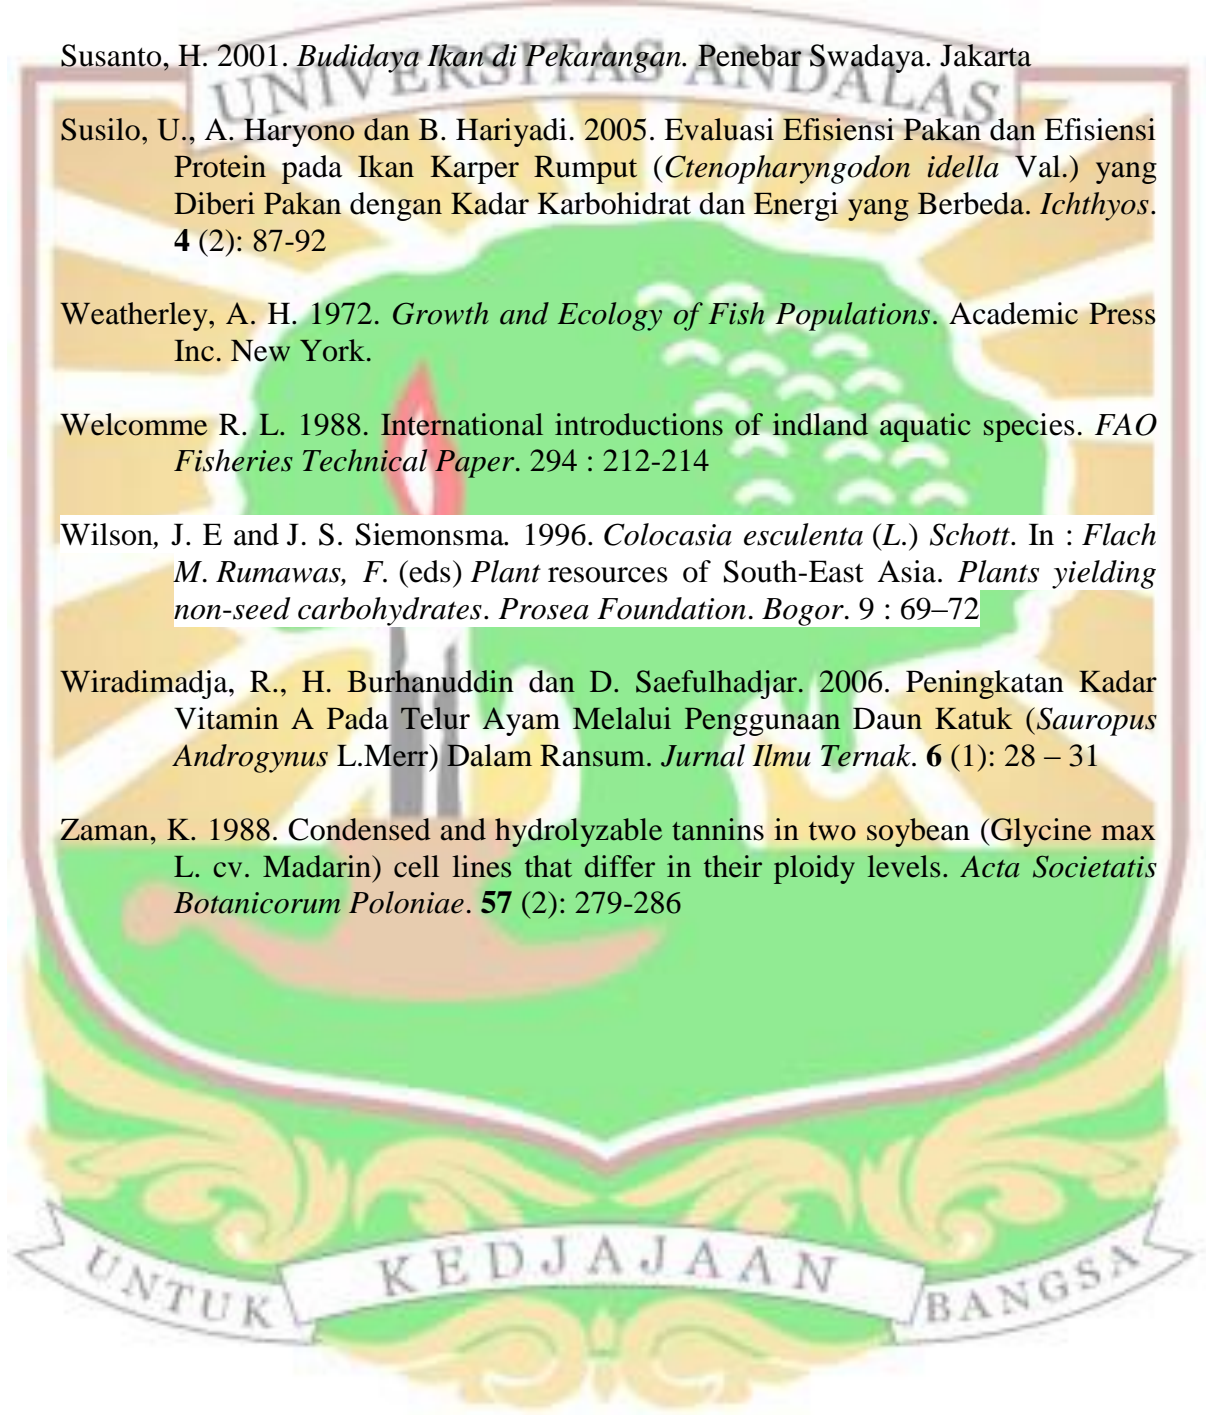 UNIVERSITAS ANDALAS
Susanto, H. 2001. Budidaya Ikan di Pekarangan. Penebar Swadaya. Jakarta
Susilo, U., A. Haryono dan B. Hariyadi. 2005. Evaluasi Efisiensi Pakan dan Efisiensi
Protein pada Ikan Karper Rumput (Ctenopharyngodon idella Val.) yang
Diberi Pakan dengan Kadar Karbohidrat dan Energi yang Berbeda. Ichthyos.
4 (2): 87-92
Weatherley, A. H. 1972. Growth and Ecology of Fish Populations. Academic Press
Inc. New York.
Welcomme R. L. 1988. International introductions of indland aquatic species. FAO
Fisheries Technical Paper. 294 : 212-214
Wilson, J. E and J. S. Siemonsma. 1996. Colocasia esculenta (L.) Schott. In : Flach
M. Rumawas, F. (eds) Plant resources of South-East Asia. Plants yielding
non-seed carbohydrates. Prosea Foundation. Bogor. 9 : 69–72
Wiradimadja, R., H. Burhanuddin dan D. Saefulhadjar. 2006. Peningkatan Kadar
Vitamin A Pada Telur Ayam Melalui Penggunaan Daun Katuk (Sauropus
Androgynus L.Merr) Dalam Ransum. Jurnal Ilmu Ternak. 6 (1): 28 – 31
Zaman, K. 1988. Condensed and hydrolyzable tannins in two soybean (Glycine max
L. cv. Madarin) cell lines that differ in their ploidy levels. Acta Societatis
Botanicorum Poloniae. 57 (2): 279-286
UNTUK KEDJAJAAN BANGSA